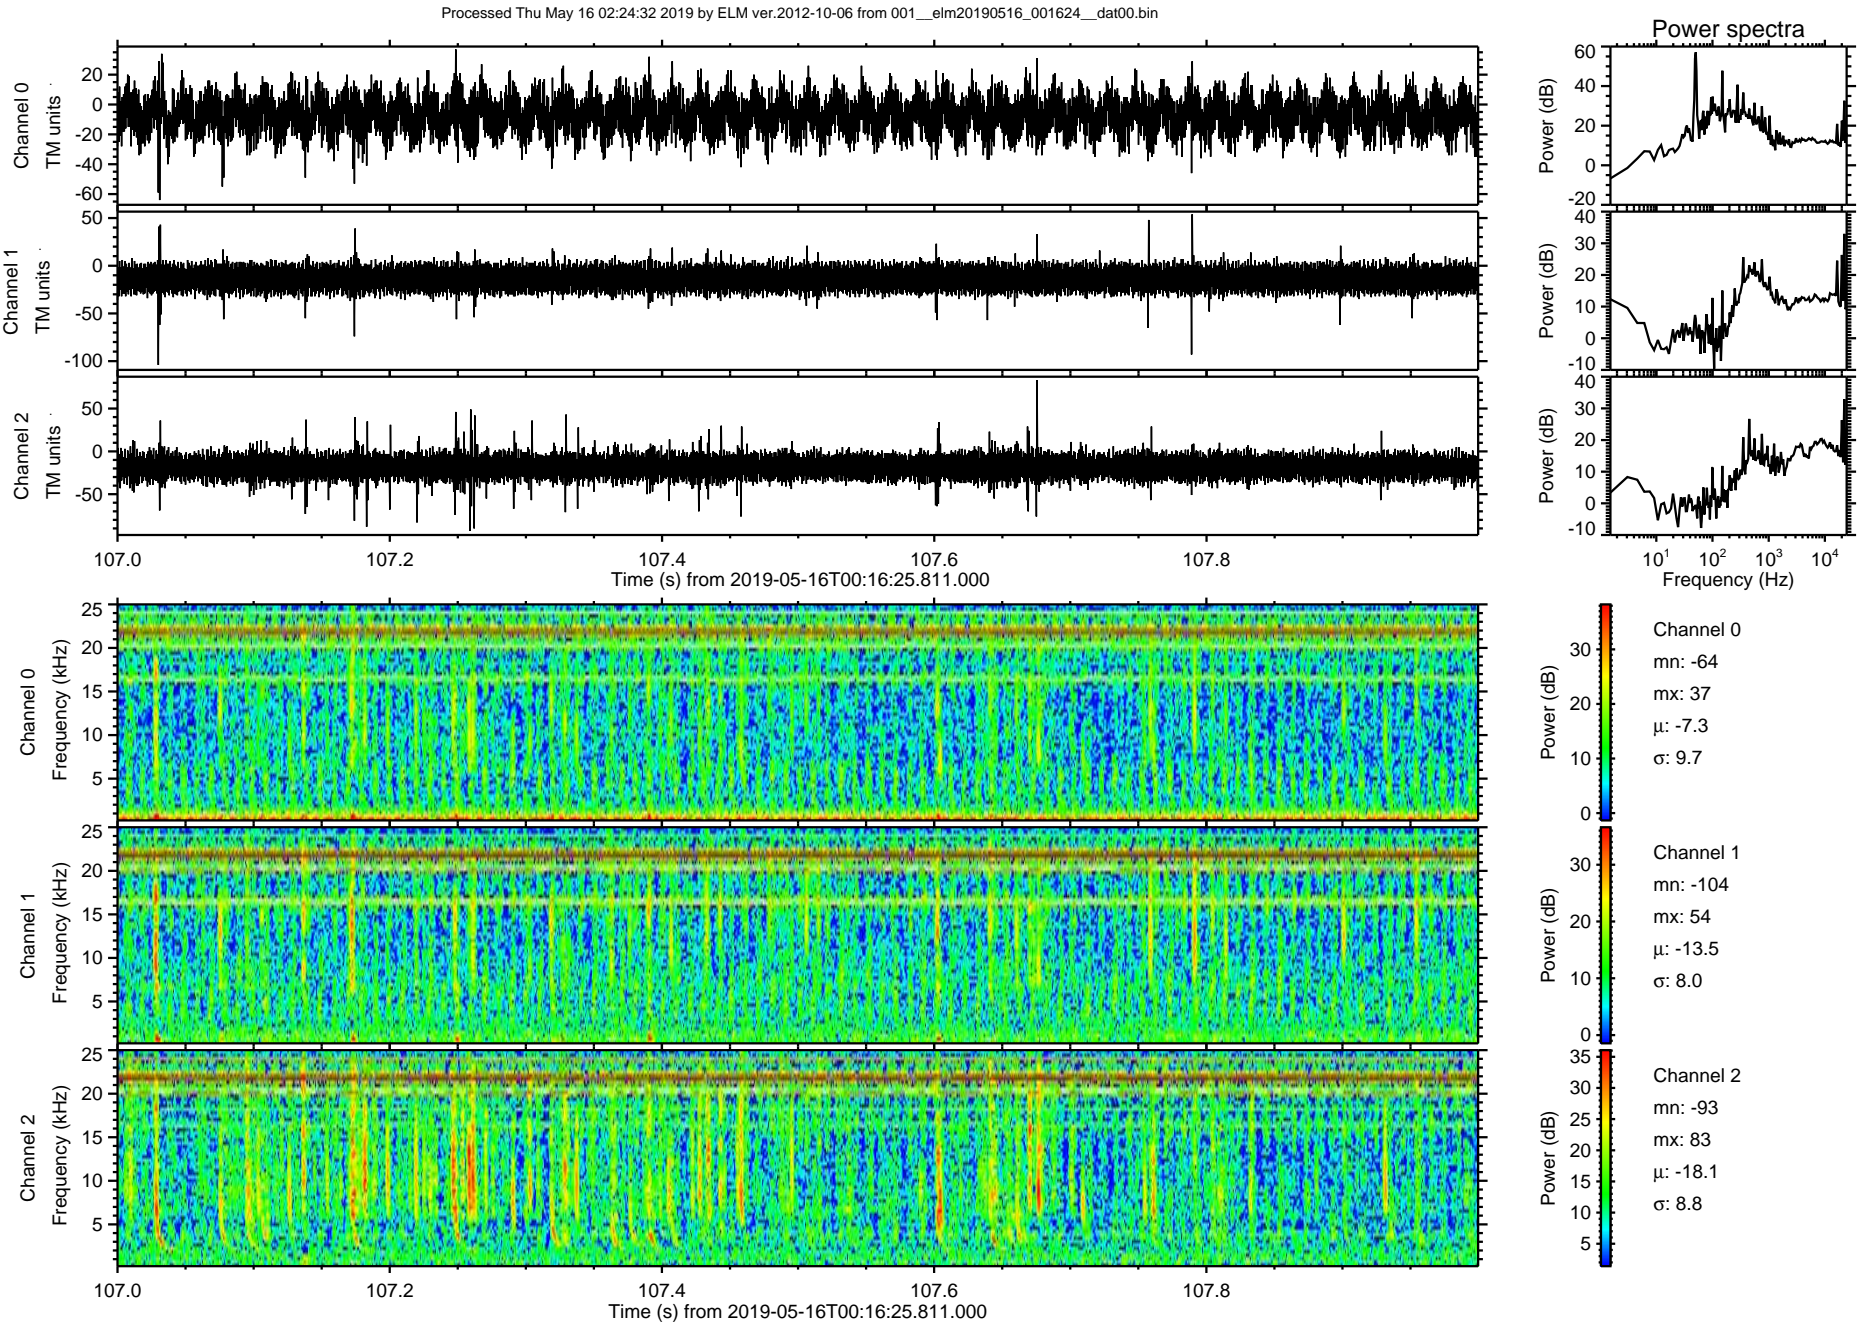 Processed Thu May 16 02:24:32 2019 by ELM ver.2012-10-06 from 001__elm20190516_001624__dat00.bin
Power spectra
Channel 0
TM units
20
0
-20
-40
-60
Power (dB)
60
40
20
0
-20
Channel 1
TM units
50
0
-50
-100
Power (dB)
40
30
20
10
0
-10
Channel 2
TM units
50
0
-50
Power (dB)
40
30
20
10
0
-10
107.0 107.2 107.4 107.6 107.8
Time (s) from 2019-05-16T00:16:25.811.000
10¹ 10² 10³ 10⁴
Frequency (Hz)
Channel 0
Frequency (kHz)
25
20
15
10
5
Power (dB)
30
20
10
0
Channel 0
mn: -64
mx: 37
μ: -7.3
σ: 9.7
Channel 1
Frequency (kHz)
25
20
15
10
5
Power (dB)
30
20
10
0
Channel 1
mn: -104
mx: 54
μ: -13.5
σ: 8.0
Channel 2
Frequency (kHz)
25
20
15
10
5
Power (dB)
35
30
25
20
15
10
5
Channel 2
mn: -93
mx: 83
μ: -18.1
σ: 8.8
107.0 107.2 107.4 107.6 107.8
Time (s) from 2019-05-16T00:16:25.811.000